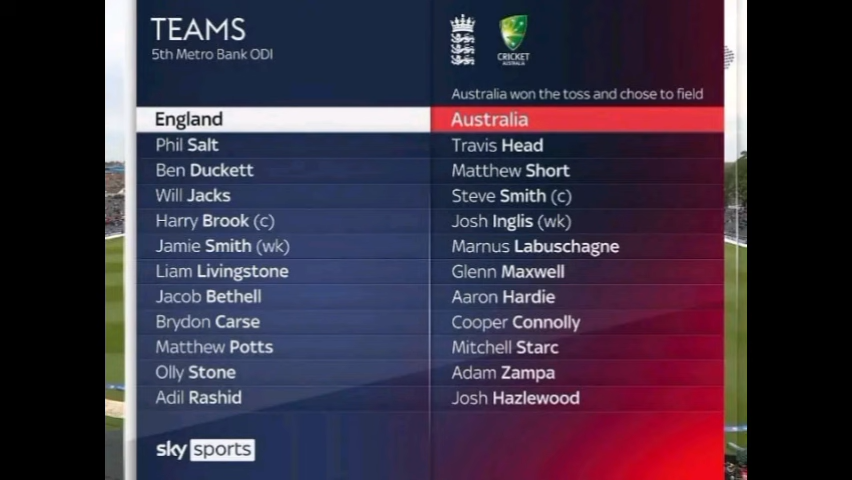 TEAMS
5th Metro Bank ODI
CRICKET
AUSTRALIA
Australia won the toss and chose to field
England
Phil Salt
Ben Duckett
Will Jacks
Harry Brook (c)
Jamie Smith (wk)
Liam Livingstone
Jacob Bethell
Brydon Carse
Matthew Potts
Olly Stone
Adil Rashid
Australia
Travis Head
Matthew Short
Steve Smith (c)
Josh Inglis (wk)
Marnus Labuschagne
Glenn Maxwell
Aaron Hardie
Cooper Connolly
Mitchell Starc
Adam Zampa
Josh Hazlewood
sky sports